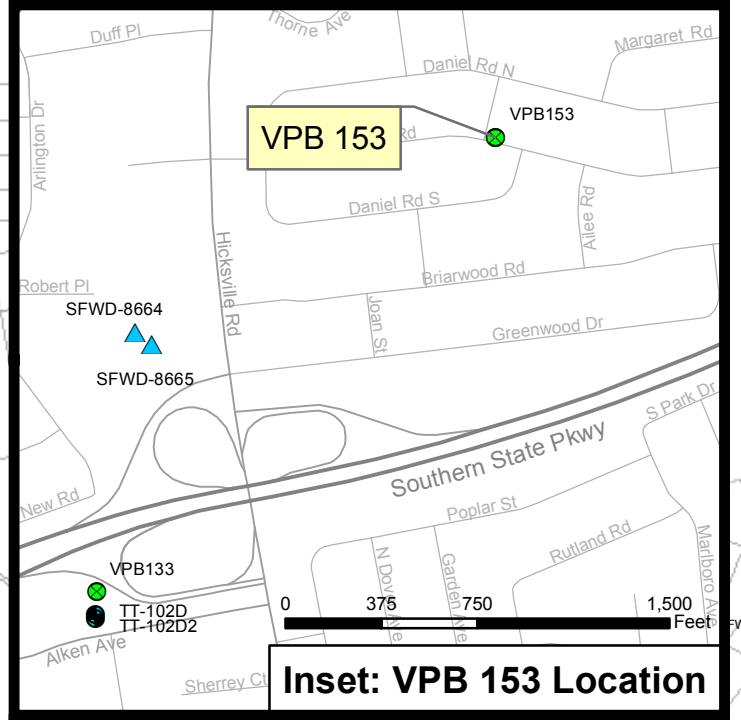 Thorne Ave
Duff Pl
Margaret Rd
Daniel Rd N
VPB153
VPB 153
Rd
Arlington Dr
Daniel Rd S
Ailee Rd
Hicksville Rd
Briarwood Rd
Robert Pl
SFWD-8664
Joan St
Greenwood Dr
SFWD-8665
S Park Dr
Southern State Pkwy
New Rd
Poplar St
Rutland Rd
Marlboro Ave
N Dover Ave
Garden Ave
VPB133
TT-102D
TT-102D2
0 375 750 1,500
Feet
Alken Ave
Sherrey Ct
Inset: VPB 153 Location